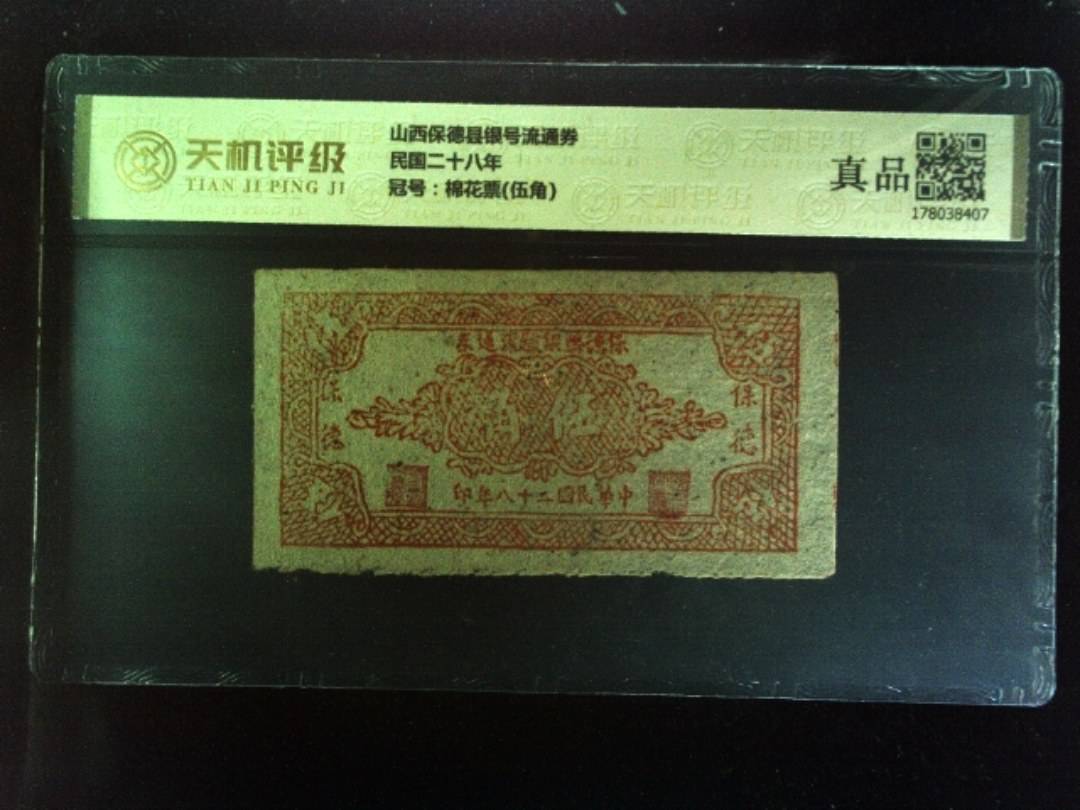 天机评级
TIAN JI PING JI
山西保德县银号流通券
民国二十八年
冠号：棉花票(伍角)
真品
178038407
伍
保德
中華民國二十八年印